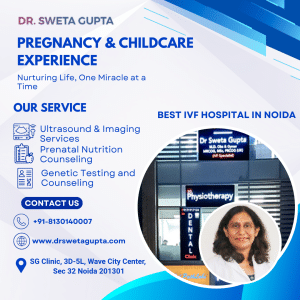 DR. SWETA GUPTA
PREGNANCY & CHILDCARE
EXPERIENCE
Nurturing Life, One Miracle at a
Time
OUR SERVICE
Ultrasound & Imaging
Services
Prenatal Nutrition
Counseling
Genetic Testing and
Counseling
CONTACT US
+91-8130140007
www.drswetagupta.com
SG Clinic, 3D-5L, Wave City Center,
Sec 32 Noida 201301
BEST IVF HOSPITAL IN NOIDA
Dr Sweta Gupta
(IVF Specialist)
Physiotherapy
DENTAL
Clinic